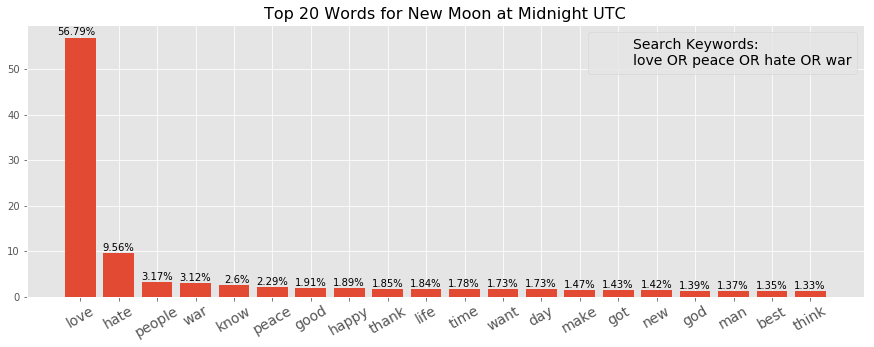 Top 20 Words for New Moon at Midnight UTC
Search Keywords:
love OR peace OR hate OR war
50
40
30
20
10
0
56.79% 9.56% 3.17% 3.12% 2.6% 2.29% 1.91% 1.89% 1.85% 1.84% 1.78% 1.73% 1.73% 1.47% 1.43% 1.42% 1.39% 1.37% 1.35% 1.33%
love hate people war know peace good happy thank life time want day make got new god man best think